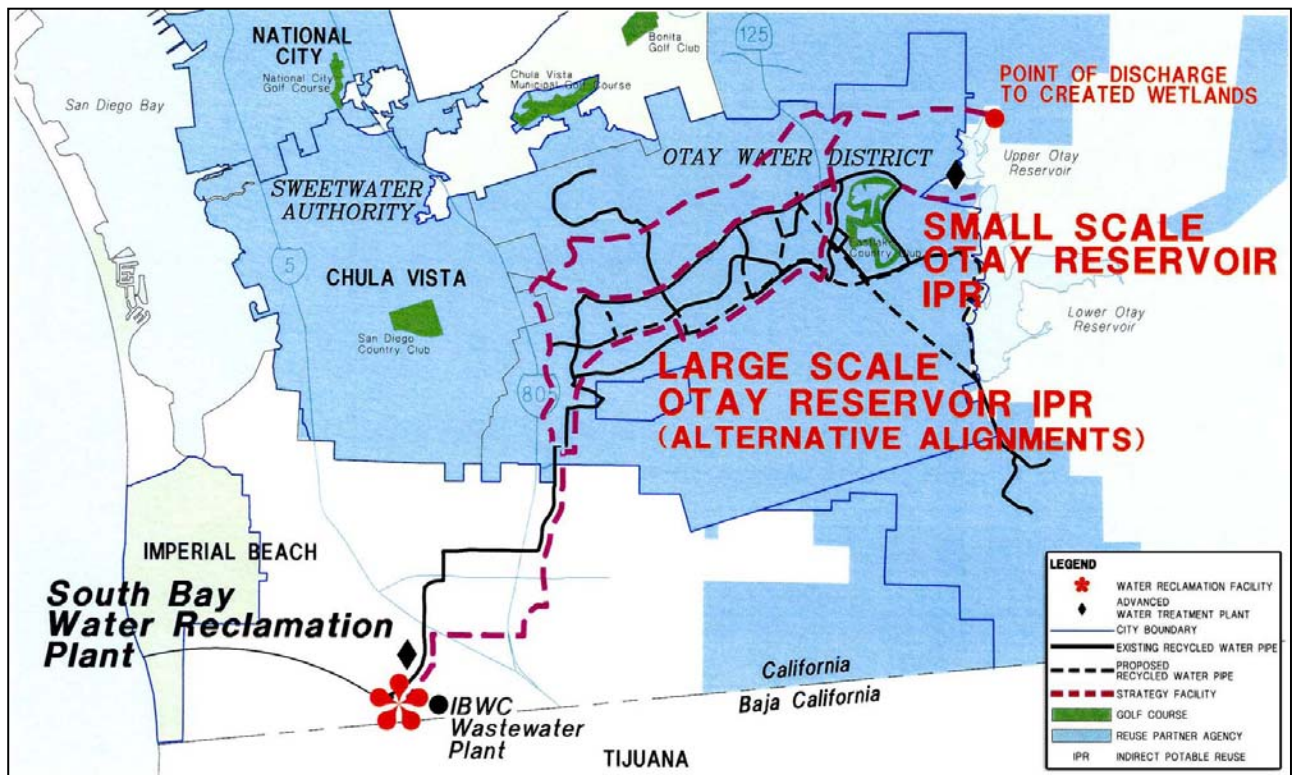 NATIONAL
CITY
National City
Golf Course
San Diego Bay
Bonita
Golf Club
125
Chula Vista
Municipal Golf Course
POINT OF DISCHARGE
TO CREATED WETLANDS
OTAY WATER DISTRICT
Upper Otay
Reservoir
SWEETWATER
AUTHORITY
5
CHULA VISTA
Country Club
SMALL SCALE
OTAY RESERVOIR
IPR
Lower Otay
Reservoir
San Diego
Country Club
805
LARGE SCALE
OTAY RESERVOIR IPR
(ALTERNATIVE ALIGNMENTS)
IMPERIAL BEACH
South Bay
Water Reclamation
Plant
California
Baja California
IBWC
Wastewater
Plant
TIJUANA
LEGEND
WATER RECLAMATION FACILITY
ADVANCED
WATER TREATMENT PLANT
CITY BOUNDARY
EXISTING RECYCLED WATER PIPE
PROPOSED
RECYCLED WATER PIPE
STRATEGY FACILITY
GOLF COURSE
REUSE PARTNER AGENCY
IPR INDIRECT POTABLE REUSE